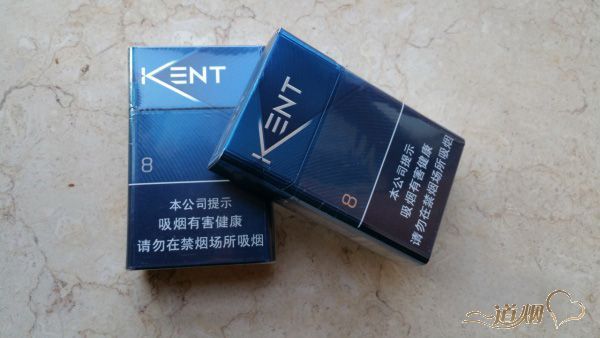 KENT
8
本公司提示
吸烟有害健康
请勿在禁烟场所吸烟
KENT
8
本公司提示
吸烟有害健康
请勿在禁烟场所吸烟
一道烟